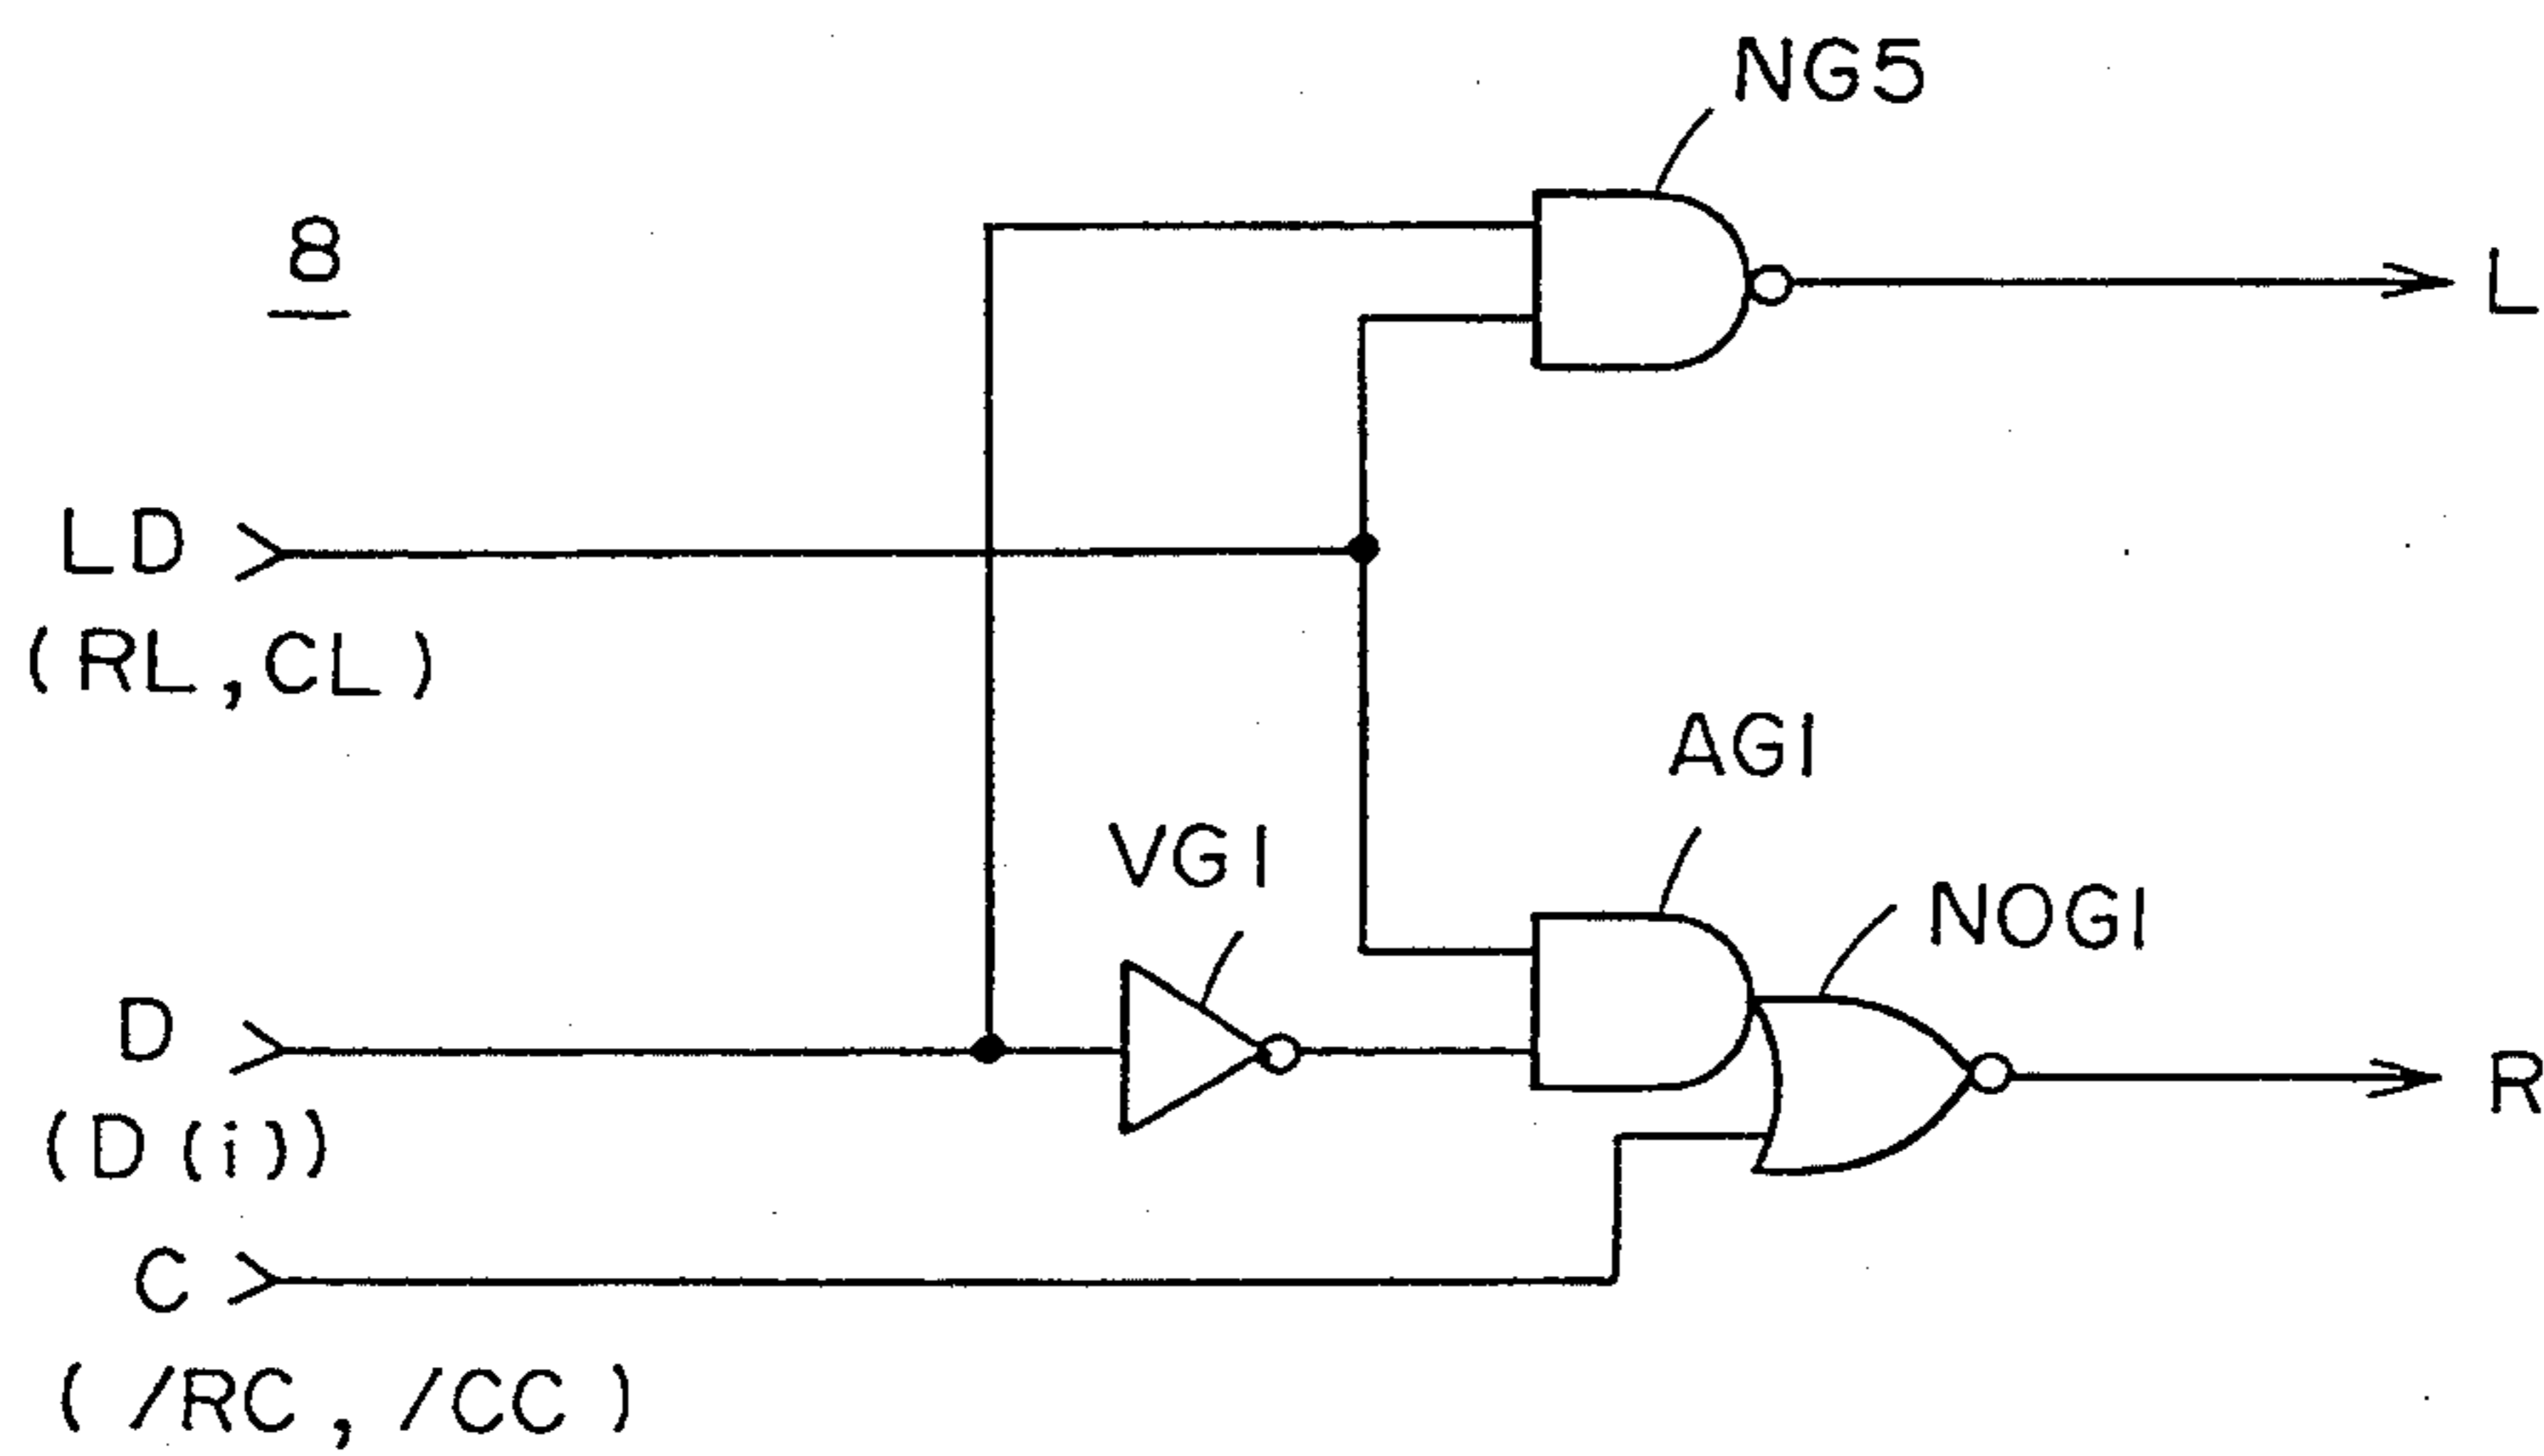 NG5
8
L
LD
(RL,CL)
AG1
VG1
NOG1
D
R
(D(i))
C
(/RC,/CC)